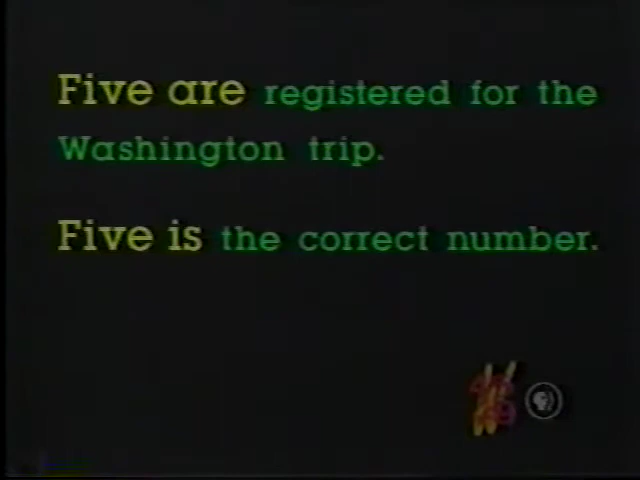 Five are registered for the
Washington trip.
Five is the correct number.